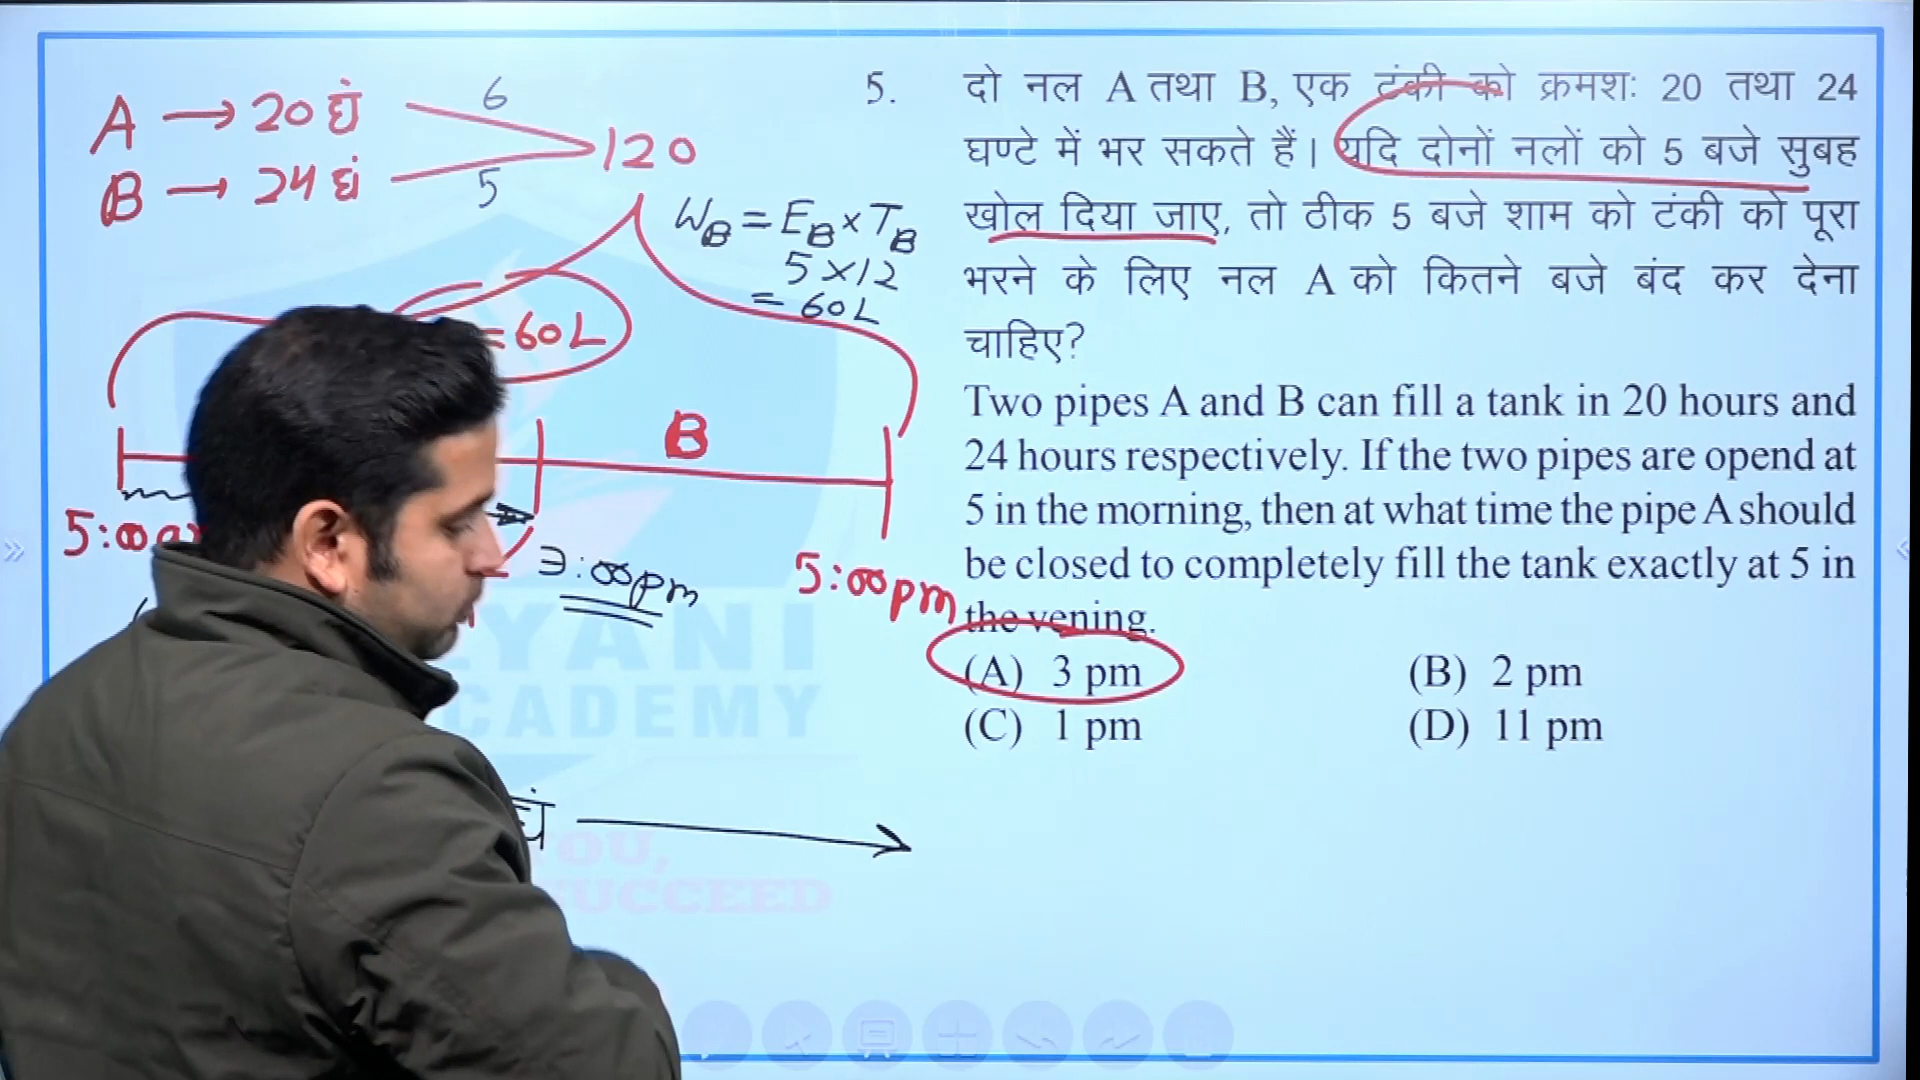 A → 20 घं
6
120
B → 24 घं
5
W_B = E_B × T_B
5 × 12
= 60L
= 60L
B
3:00pm
5:00pm
5. दो नल A तथा B, एक टंकी को क्रमशः 20 तथा 24
घण्टे में भर सकते हैं। यदि दोनों नलों को 5 बजे सुबह
खोल दिया जाए, तो ठीक 5 बजे शाम को टंकी को पूरा
भरने के लिए नल A को कितने बजे बंद कर देना
चाहिए?
Two pipes A and B can fill a tank in 20 hours and
24 hours respectively. If the two pipes are opend at
5 in the morning, then at what time the pipe A should
be closed to completely fill the tank exactly at 5 in
the vening.
(A) 3 pm (B) 2 pm
(C) 1 pm (D) 11 pm